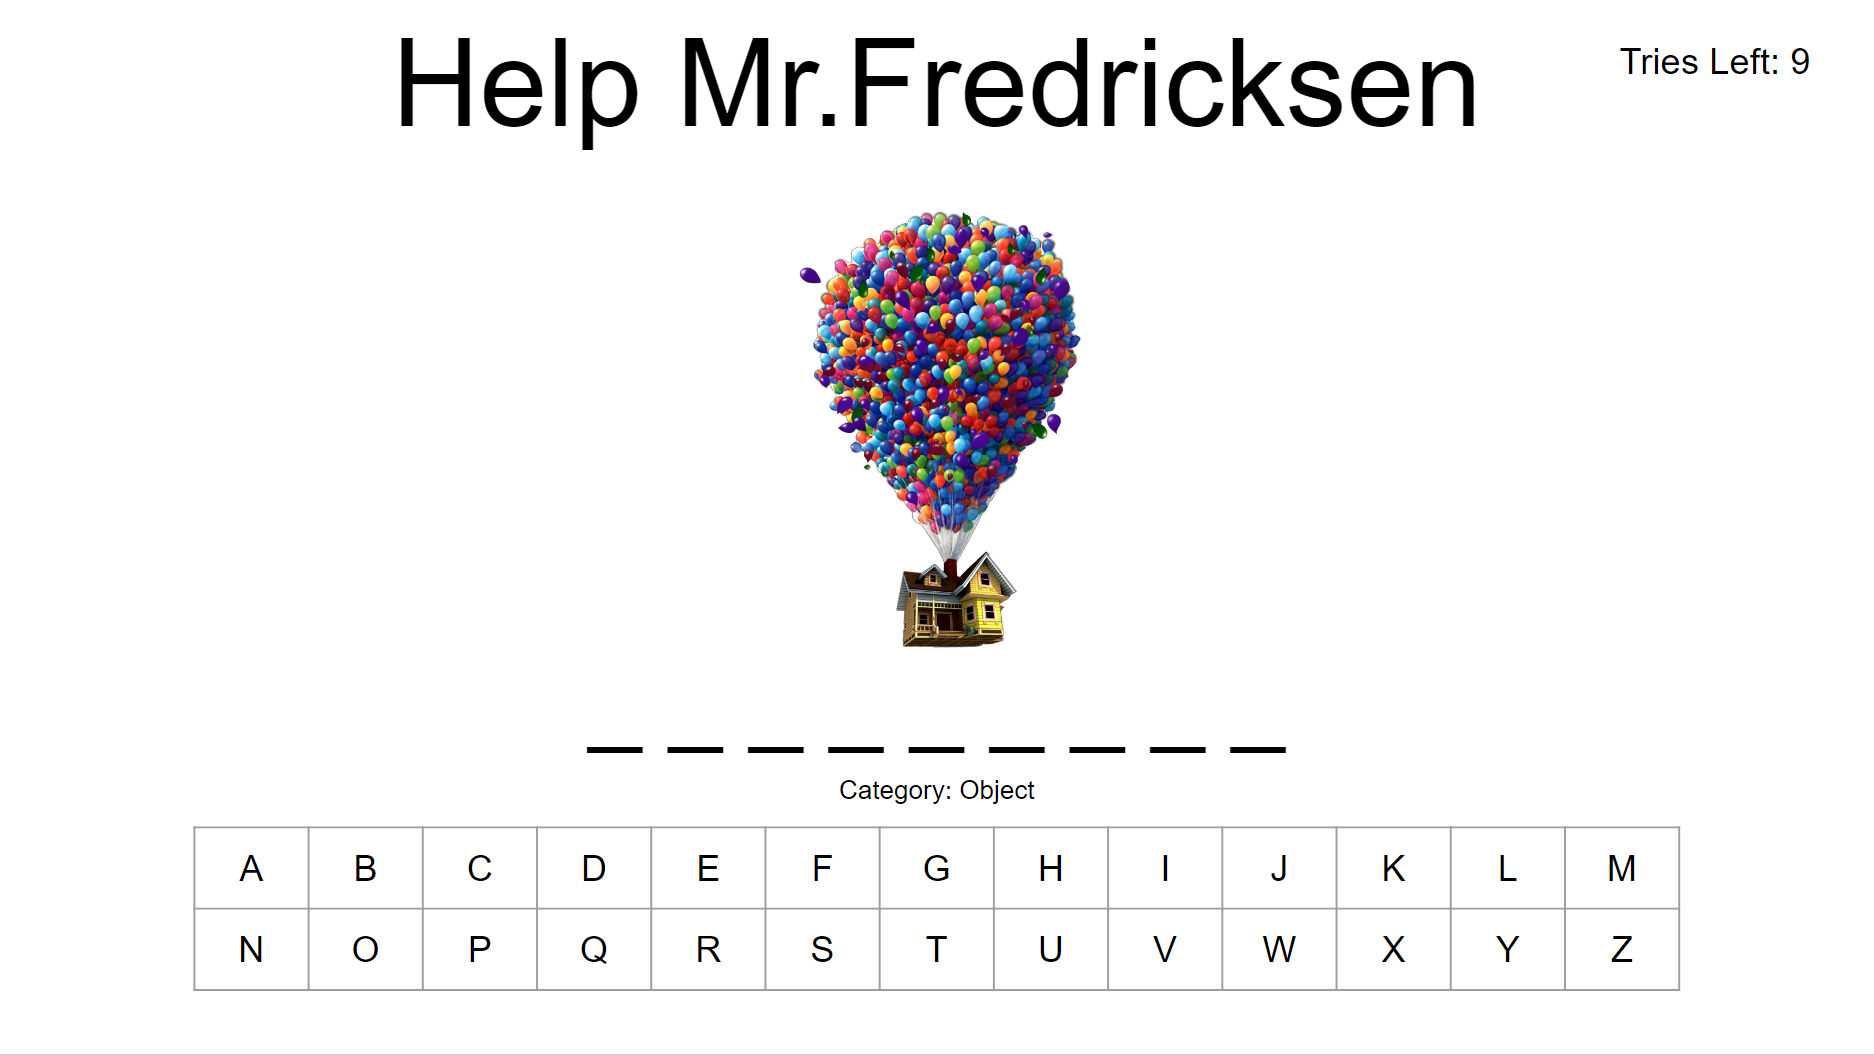 Help Mr.Fredricksen
Tries Left: 9
_ _ _ _ _ _ _ _ _
Category: Object
A B C D E F G H I J K L M
N O P Q R S T U V W X Y Z